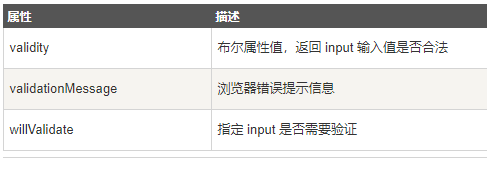 属性 描述
validity 布尔属性值，返回 input 输入值是否合法
validationMessage 浏览器错误提示信息
willValidate 指定 input 是否需要验证